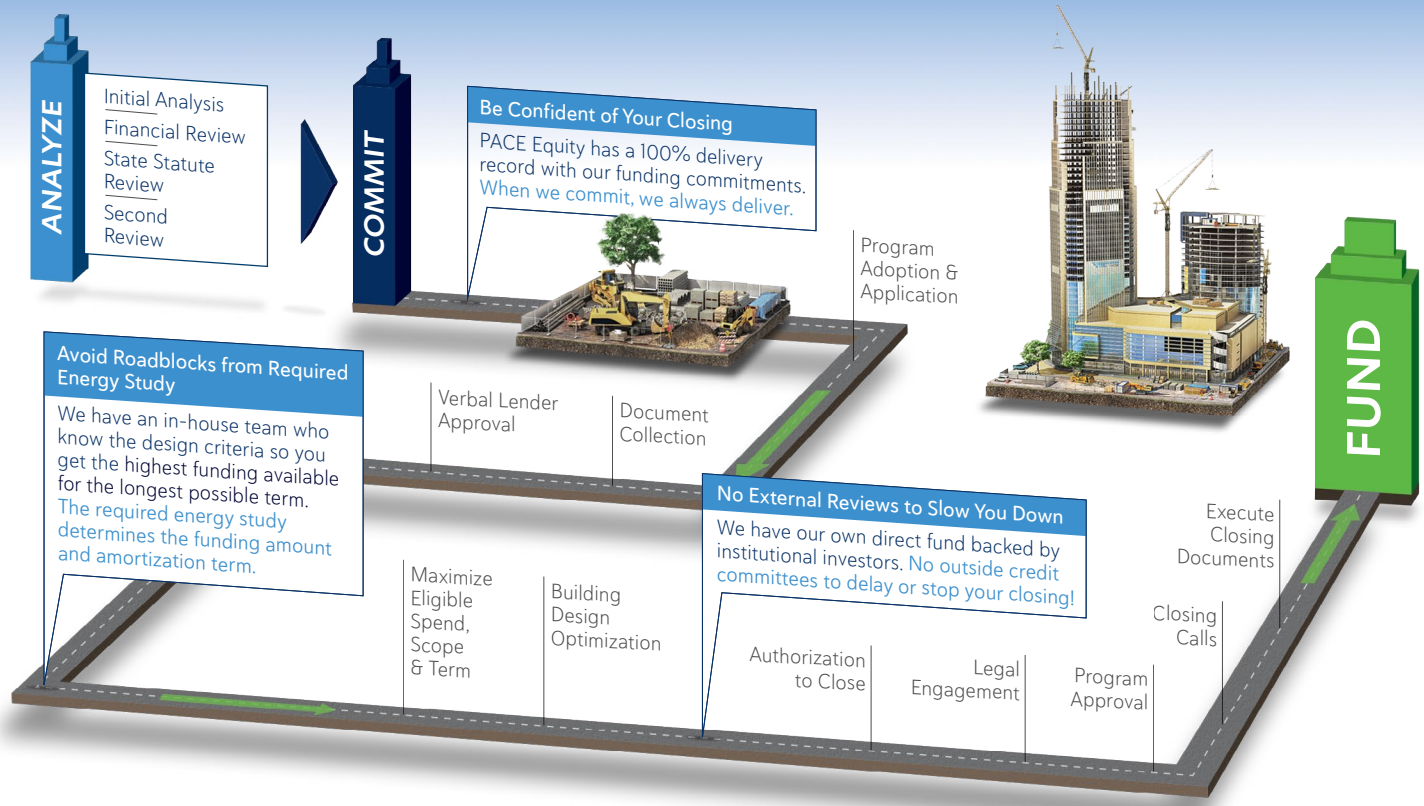 ANALYZE
Initial Analysis
Financial Review
State Statute
Review
Second
Review
COMMIT
Be Confident of Your Closing
PACE Equity has a 100% delivery
record with our funding commitments.
When we commit, we always deliver.
Program
Adoption &
Application
Document
Collection
Verbal Lender
Approval
Avoid Roadblocks from Required
Energy Study
We have an in-house team who
know the design criteria so you
get the highest funding available
for the longest possible term.
The required energy study
determines the funding amount
and amortization term.
Maximize
Eligible
Spend,
Scope
& Term
Building
Design
Optimization
No External Reviews to Slow You Down
We have our own direct fund backed by
institutional investors. No outside credit
committees to delay or stop your closing!
Authorization
to Close
Legal
Engagement
Program
Approval
Closing
Calls
Execute
Closing
Documents
FUND